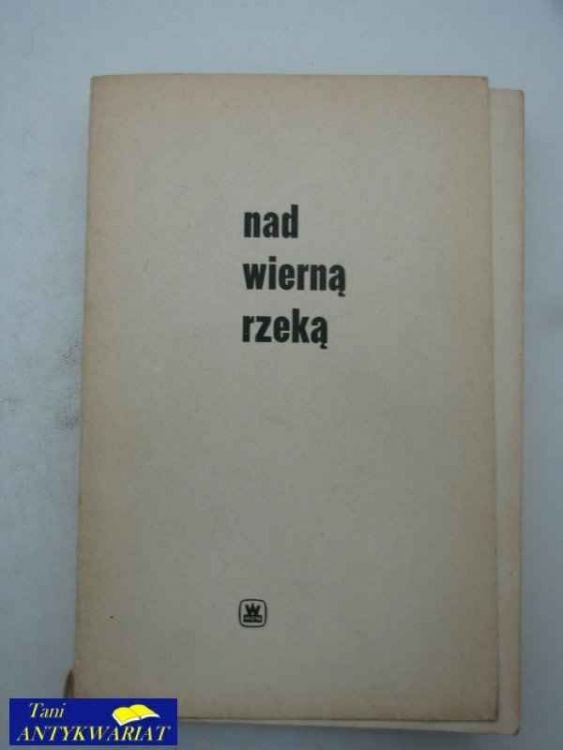 nad
wierną
rzeką
W
Tani
ANTYKWARIAT